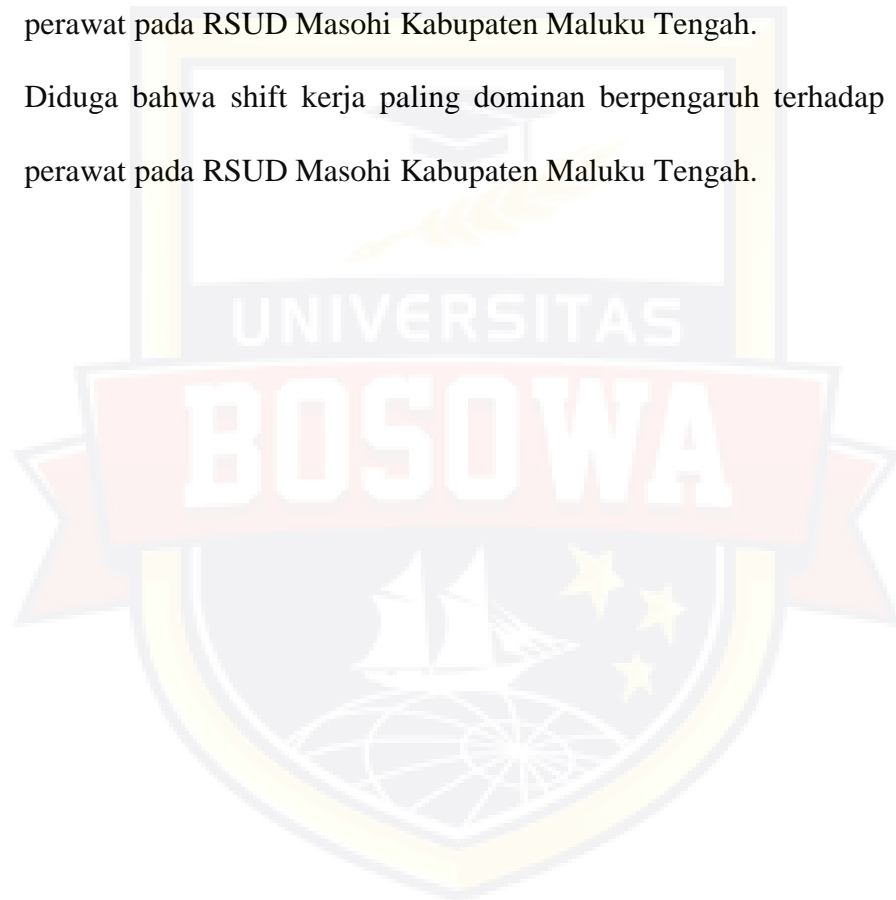 perawat pada RSUD Masohi Kabupaten Maluku Tengah.
Diduga bahwa shift kerja paling dominan berpengaruh terhadap
perawat pada RSUD Masohi Kabupaten Maluku Tengah.
UNIVERSITAS
BOSOWA